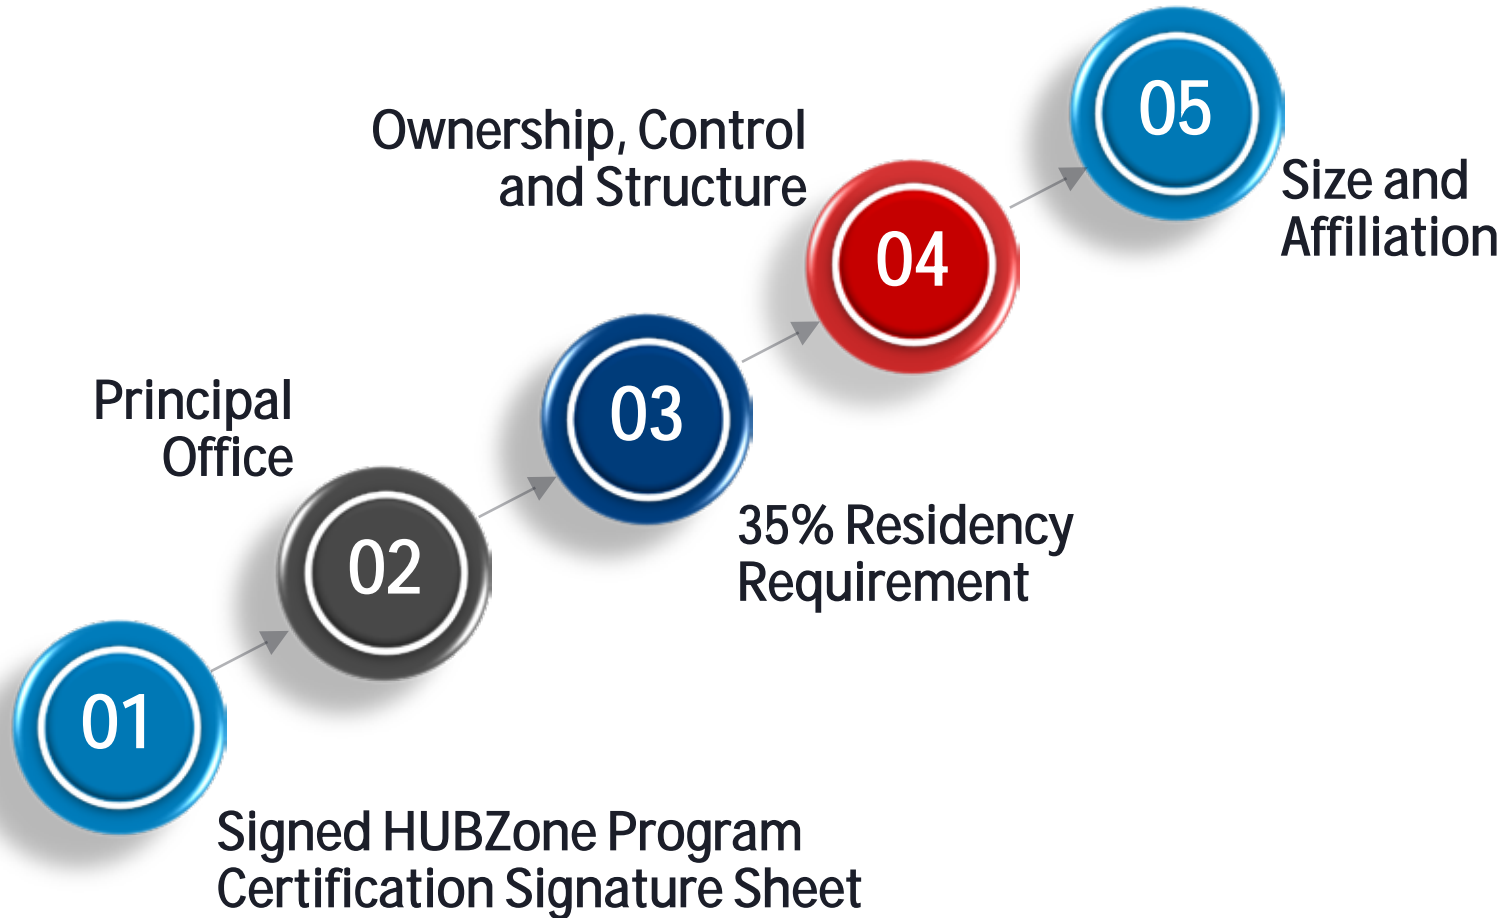 01
Signed HUBZone Program
Certification Signature Sheet
02
Principal
Office
03
35% Residency
Requirement
04
Ownership, Control
and Structure
05
Size and
Affiliation